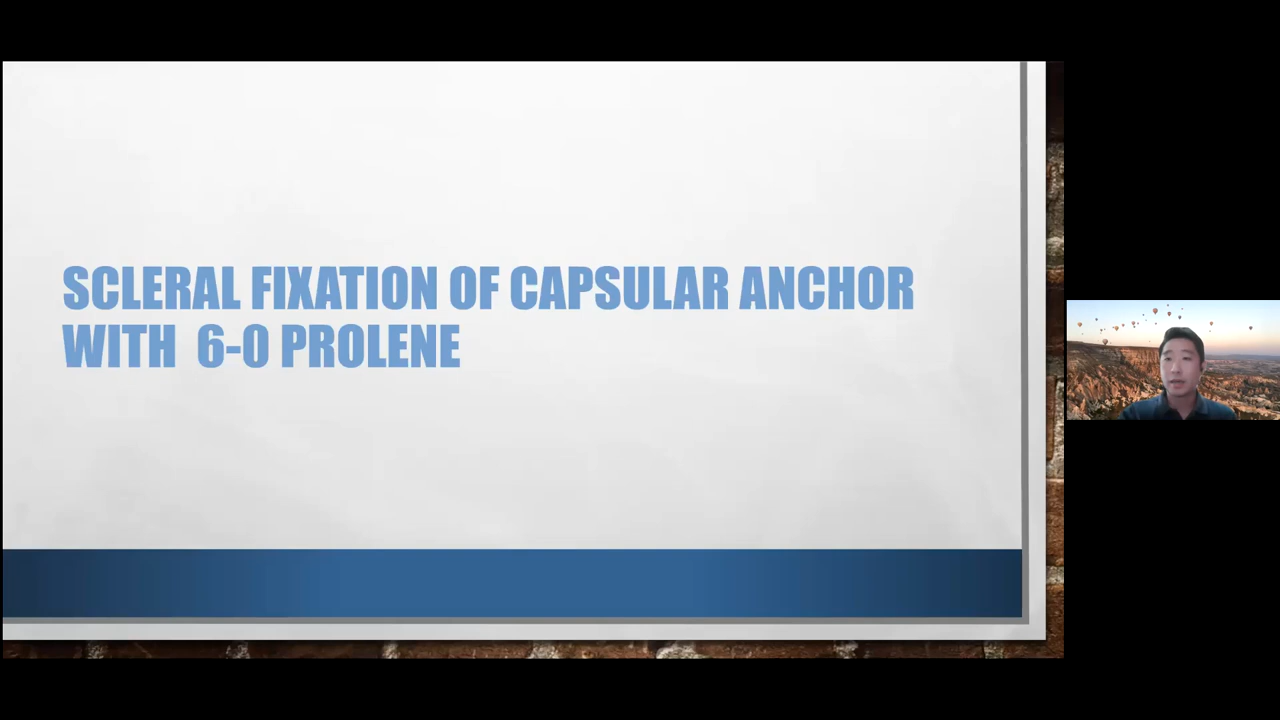 SCLERAL FIXATION OF CAPSULAR ANCHOR
WITH 6-0 PROLENE